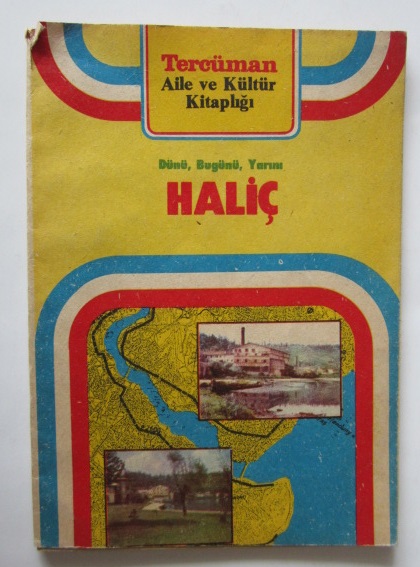 Tercüman
Aile ve Kültür
Kitaplığı
Dünü, Bugünü, Yarını
HALİÇ